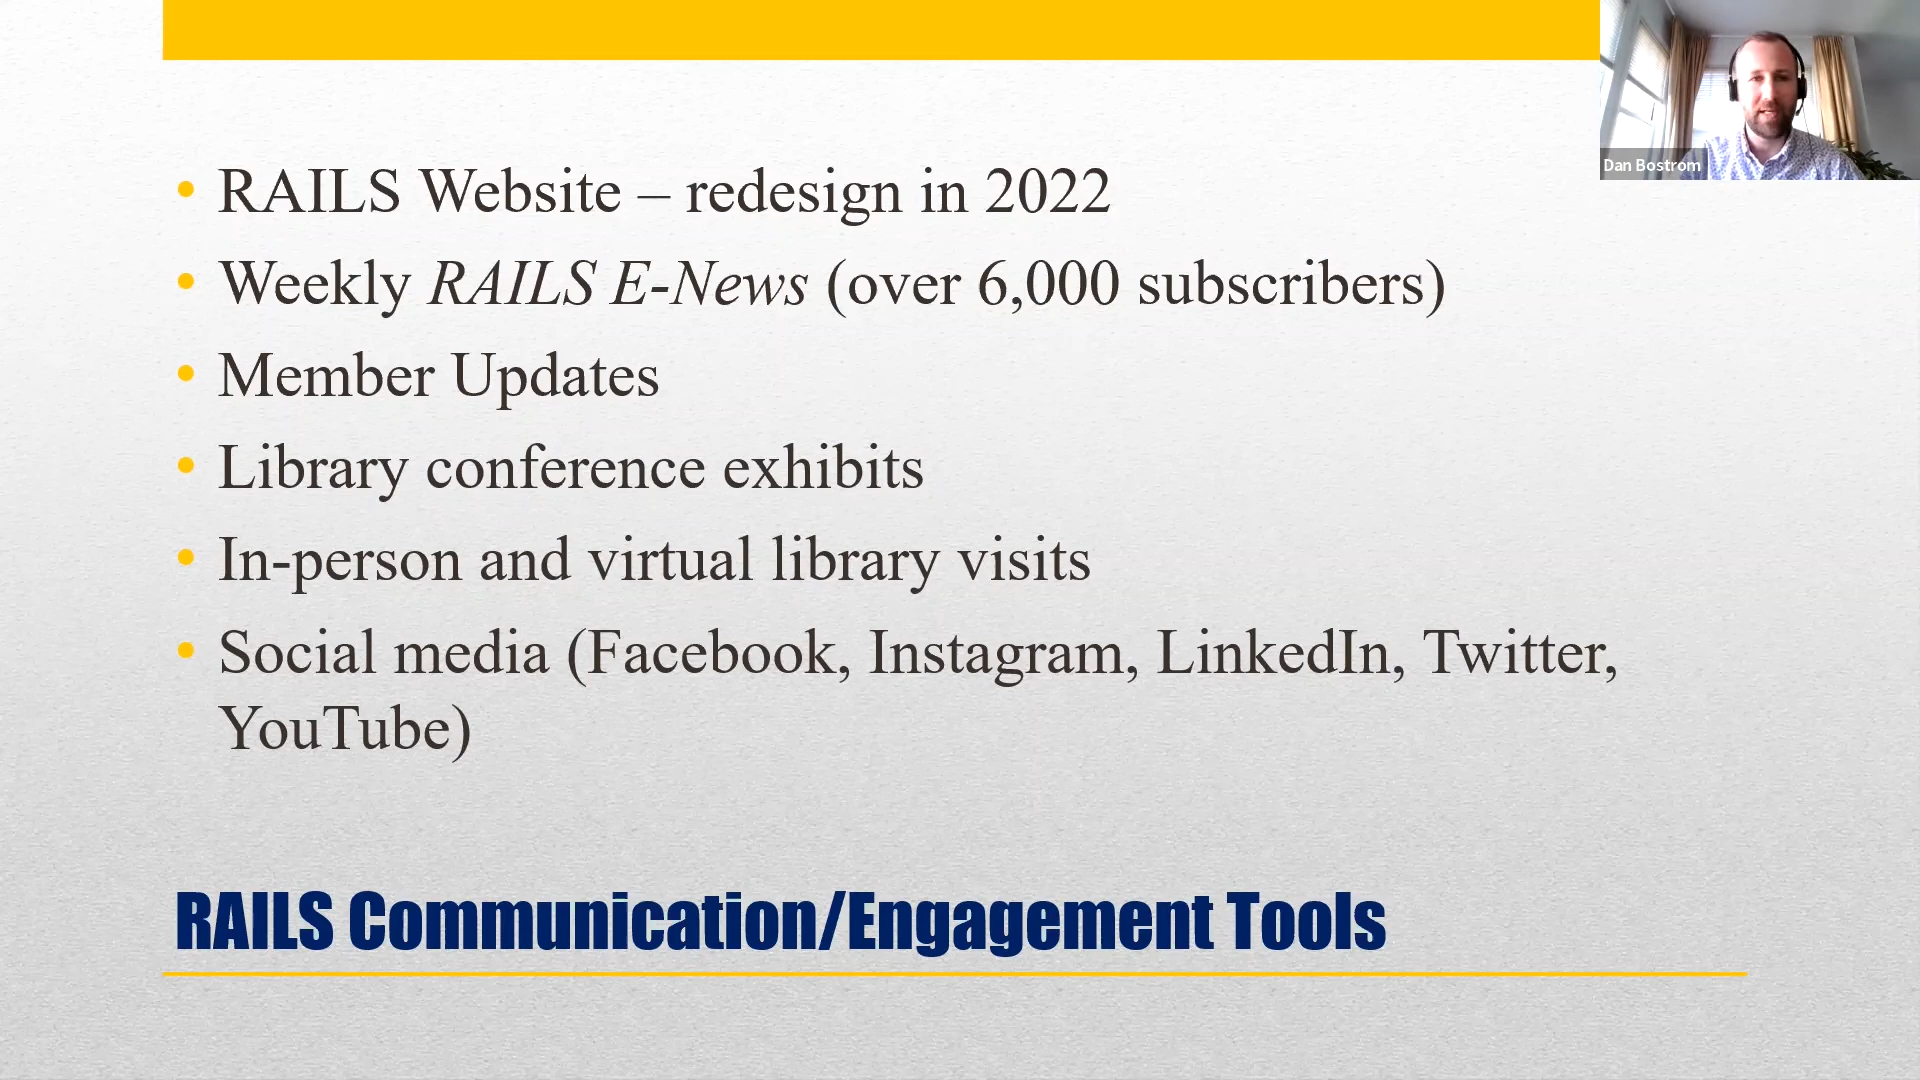 Dan Bostrom
• RAILS Website – redesign in 2022
• Weekly RAILS E-News (over 6,000 subscribers)
• Member Updates
• Library conference exhibits
• In-person and virtual library visits
• Social media (Facebook, Instagram, LinkedIn, Twitter,
YouTube)
RAILS Communication/Engagement Tools